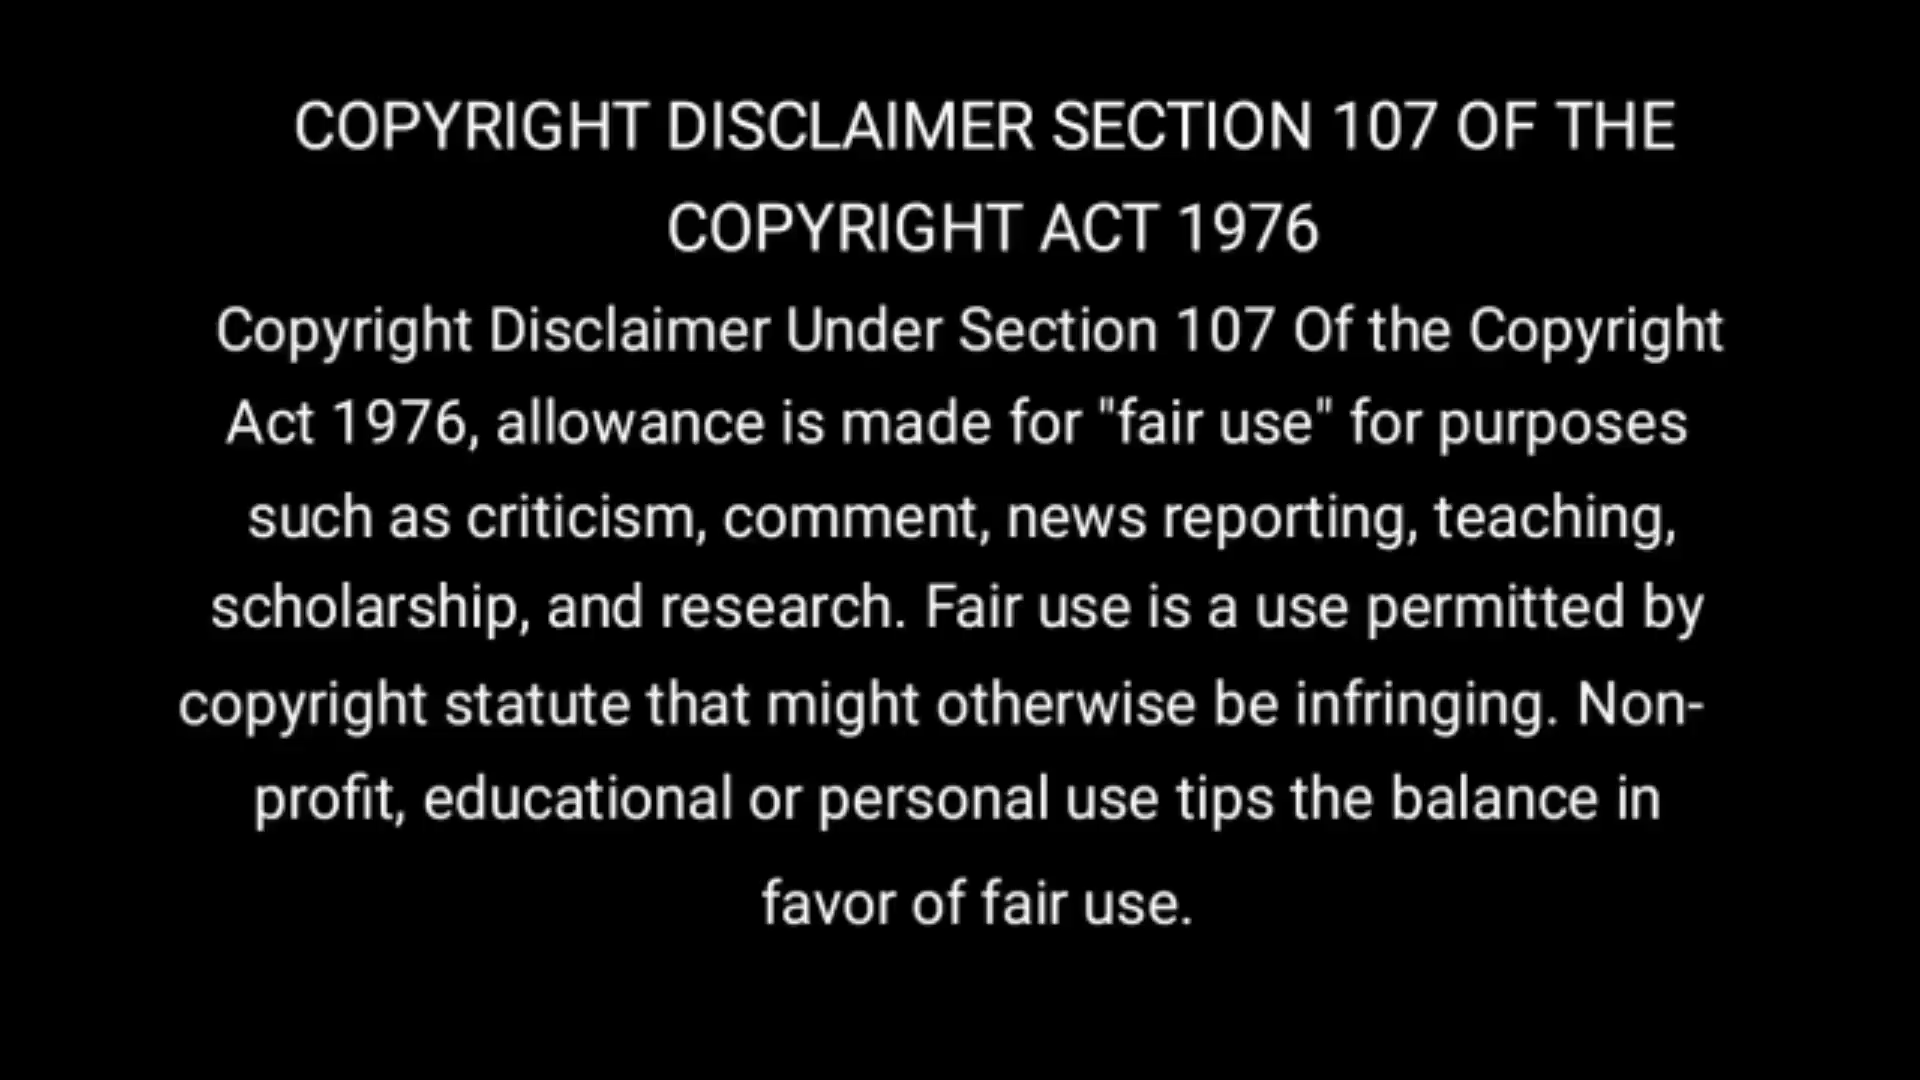 COPYRIGHT DISCLAIMER SECTION 107 OF THE
COPYRIGHT ACT 1976
Copyright Disclaimer Under Section 107 Of the Copyright
Act 1976, allowance is made for "fair use" for purposes
such as criticism, comment, news reporting, teaching,
scholarship, and research. Fair use is a use permitted by
copyright statute that might otherwise be infringing. Non-
profit, educational or personal use tips the balance in
favor of fair use.